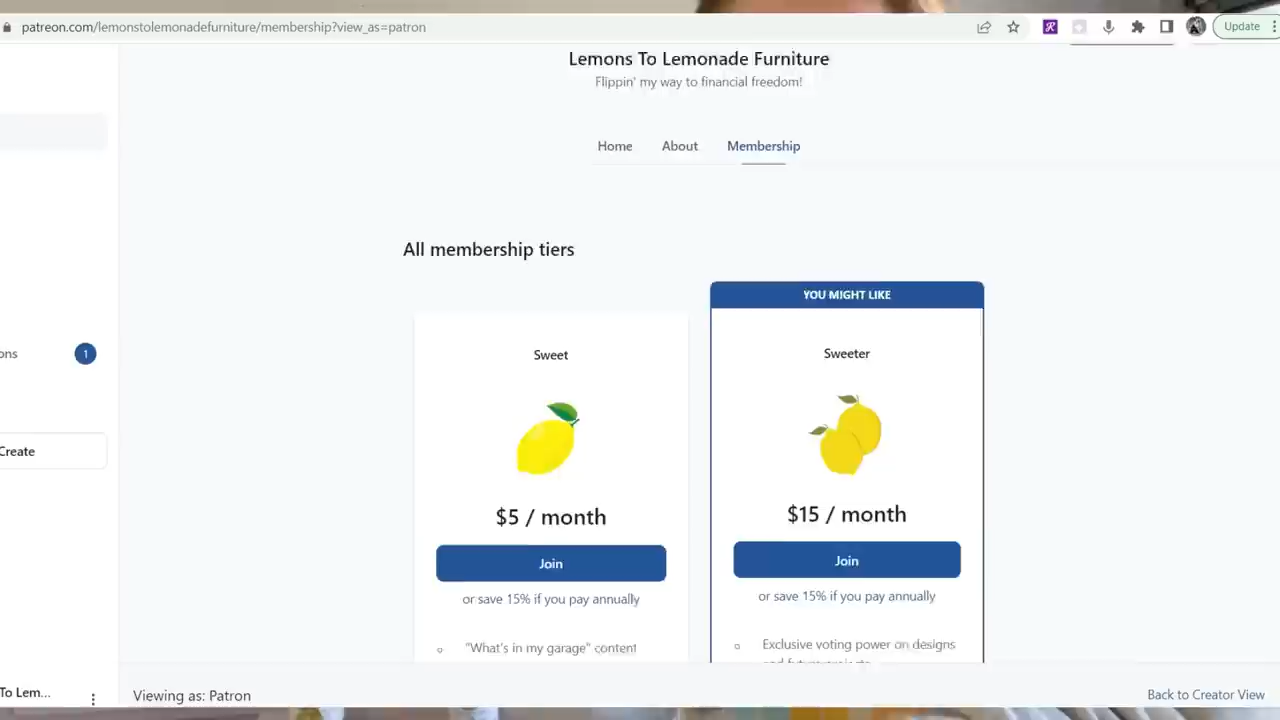 patreon.com/lemonstolemonadefurniture/membership?view_as=patron
Update
Lemons To Lemonade Furniture
Flippin' my way to financial freedom!
Home About Membership
All membership tiers
YOU MIGHT LIKE
Sweet
Sweeter
ons
1
Create
$5 / month
$15 / month
Join
Join
or save 15% if you pay annually
or save 15% if you pay annually
"What's in my garage" content
Exclusive voting power on designs
and future projects
To Lem...
Viewing as: Patron
Back to Creator View